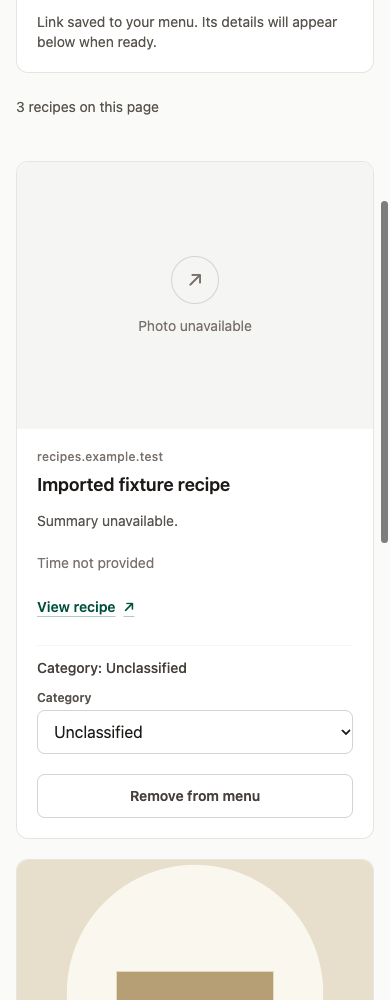 Link saved to your menu. Its details will appear
below when ready.
3 recipes on this page
Photo unavailable
recipes.example.test
Imported fixture recipe
Summary unavailable.
Time not provided
View recipe ↗
Category: Unclassified
Category
Unclassified
Remove from menu